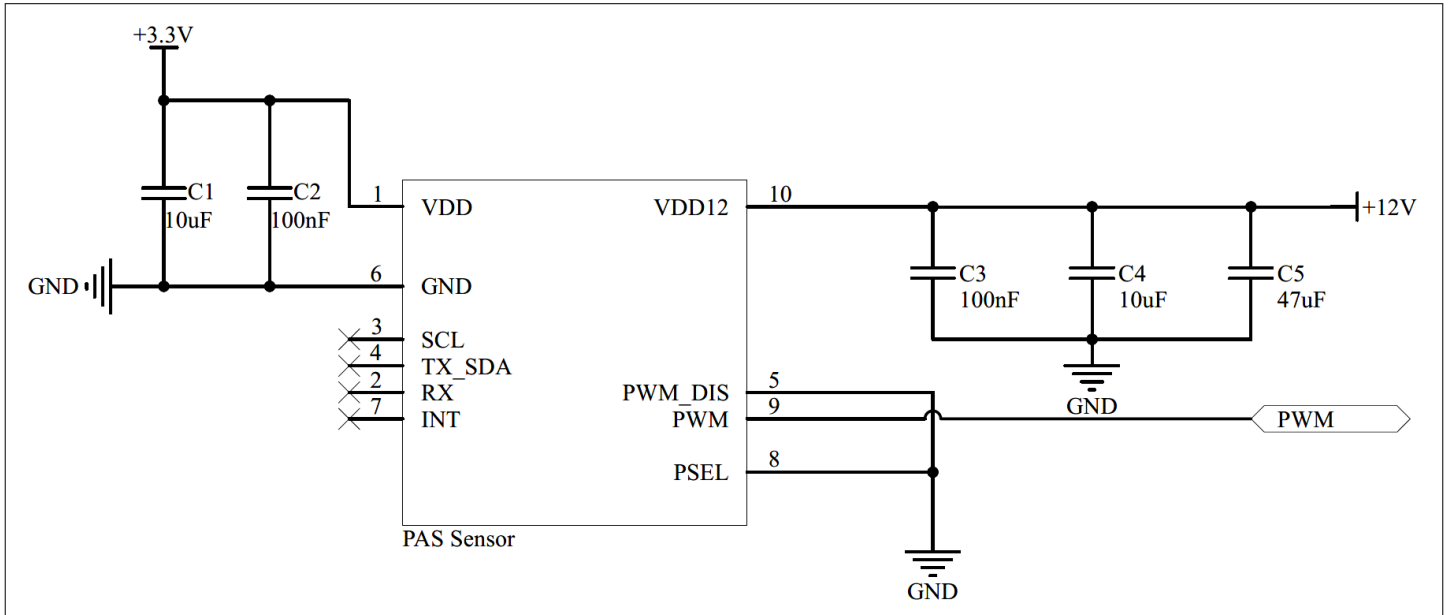 +3.3V
C1
10uF
C2
100nF
1
VDD
VDD12
10
+12V
GND
6
GND
C3
100nF
C4
10uF
C5
47uF
3
SCL
4
TX_SDA
2
RX
7
INT
PWM_DIS
5
PWM
9
GND
PWM
PSEL
8
PAS Sensor
GND